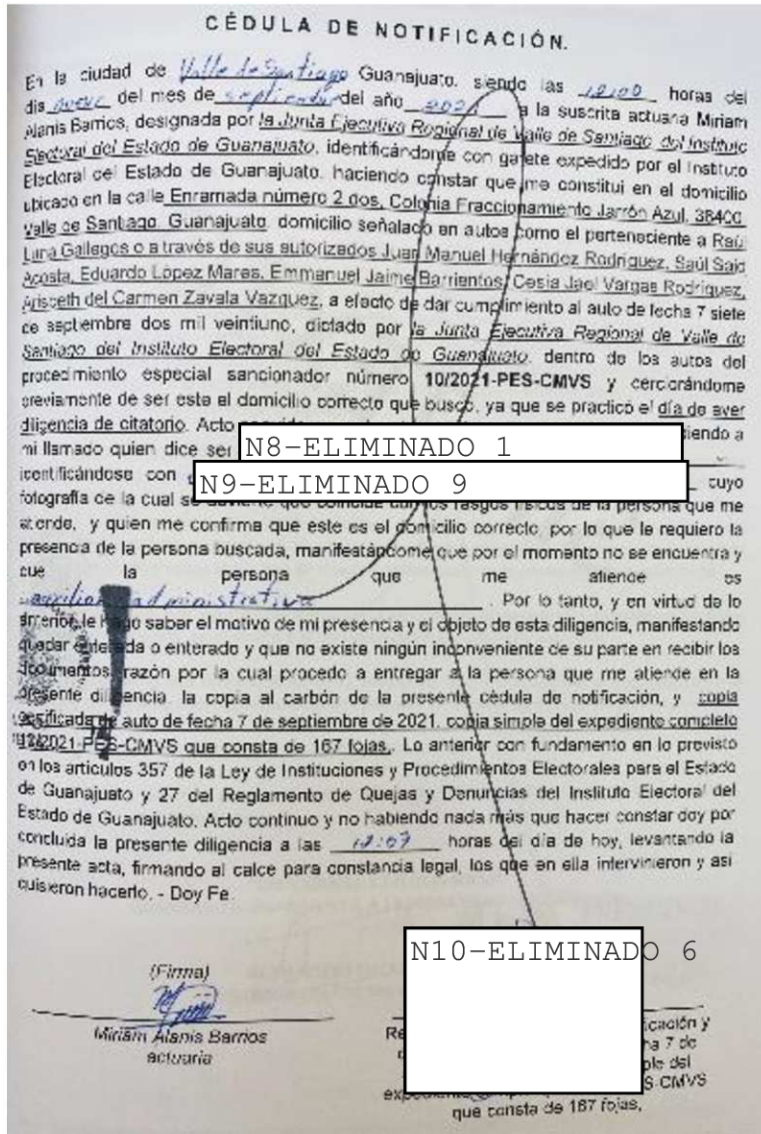 CÉDULA DE NOTIFICACIÓN.
En la ciudad de Valle de Santiago Guanajuato, siendo las 12:00 horas del
día nueve del mes de septiembre del año 2021 a la suscrita actuaria Miriam
Alanis Barrios, designada por la Junta Ejecutiva Regional de Valle de Santiago del Instituto
Electoral del Estado de Guanajuato, identificándome con gafete expedido por el Instituto
Electoral del Estado de Guanajuato, haciendo constar que me constituí en el domicilio
ubicado en la calle Enramada número 2 dos, Colonia Fraccionamiento Jarrón Azul, 38400
Valle de Santiago, Guanajuato, domicilio señalado en autos como el perteneciente a Raúl
Luna Gallegos o a través de sus autorizados Juan Manuel Hernández Rodríguez, Saúl Said
Acosta, Eduardo López Mares, Emmanuel Jaime Barrientos, Cesia Jael Vargas Rodríguez,
Arisbeth del Carmen Zavala Vazquez, a efecto de dar cumplimiento al auto de fecha 7 siete
de septiembre dos mil veintiuno, dictado por la Junta Ejecutiva Regional de Valle de
Santiago del Instituto Electoral del Estado de Guanajuato, dentro de los autos del
procedimiento especial sancionador número 10/2021-PES-CMVS y cerciorándome
previamente de ser este el domicilio correcto que busco, ya que se practicó el día de ayer
diligencia de citatorio. Acto
mi llamado quien dice ser N8-ELIMINADO 1
identificándose con N9-ELIMINADO 9 cuyo
fotografía de la cual se que coincide con los rasgos físicos de la persona que me
atiende, y quien me confirma que este es el domicilio correcto, por lo que le requiero la
presencia de la persona buscada, manifestándome que por el momento no se encuentra y
que la persona que me atiende es
auxiliar administrativa. Por lo tanto, y en virtud de lo
anterior, le hago saber el motivo de mi presencia y el objeto de esta diligencia, manifestando
quedar enterada o enterado y que no existe ningún inconveniente de su parte en recibir los
documentos, razón por la cual procedo a entregar a la persona que me atiende en la
presente diligencia, la copia al carbón de la presente cédula de notificación, y copia
certificada de auto de fecha 7 de septiembre de 2021, copia simple del expediente completo
2021-PES-CMVS que consta de 167 fojas,. Lo anterior con fundamento en lo previsto
en los artículos 357 de la Ley de Instituciones y Procedimientos Electorales para el Estado
de Guanajuato y 27 del Reglamento de Quejas y Denuncias del Instituto Electoral del
Estado de Guanajuato. Acto continuo y no habiendo nada más que hacer constar doy por
concluida la presente diligencia a las 12:07 horas del día de hoy, levantando la
presente acta, firmando al calce para constancia legal, los que en ella intervinieron y así
quisieron hacerlo. - Doy Fe
N10-ELIMINADO 6
(Firma)
Miriam Alanis Barrios
actuaria
que consta de 167 fojas,